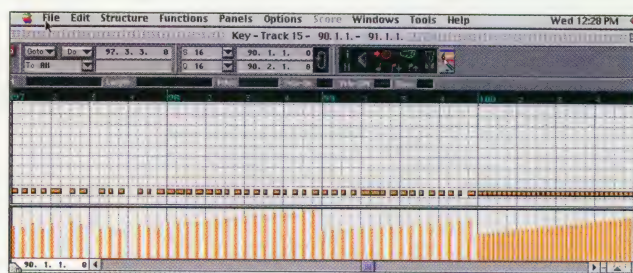 File Edit Structure Functions Panels Options Score Windows Tools Help Wed 12:28 PM
Key - Track 15 - 90.1.1. - 91.1.1.
Goto Do 97. 3. 3. 0 S 16 90. 1. 1. 0
To All Q 16 90. 2. 1. 0
97 98 99 100
90. 1. 1. 0